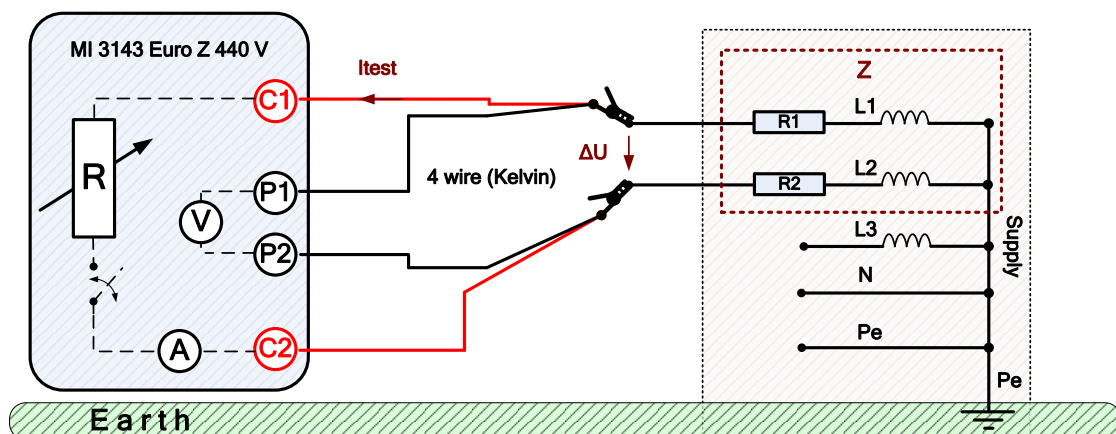 MI 3143 Euro Z 440 V
C1
Itest
Z
L1
R1
R
ΔU
P1
4 wire (Kelvin)
L2
R2
V
P2
L3
Supply
N
A
C2
Pe
Pe
Earth